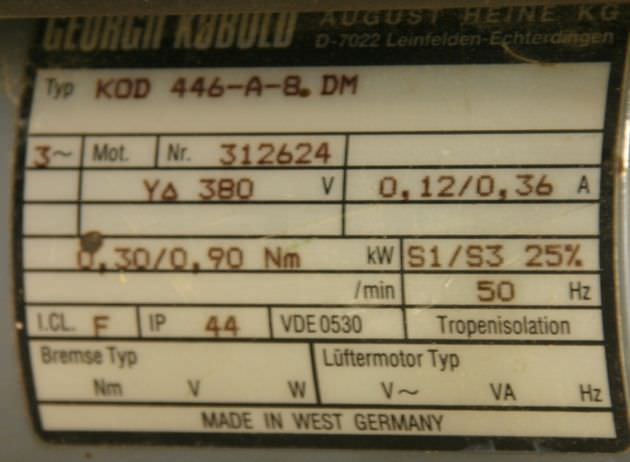 GEORGII KOBOLD AUGUST HEINE KG
D-7022 Leinfelden-Echterdingen
Typ KOD 446-A-8. DM
3~ Mot. Nr. 312624
Y∆ 380 V 0,12/0,36 A
0,30/0,90 Nm kW S1/S3 25%
/min 50 Hz
I.CL. F IP 44 VDE 0530 Tropenisolation
Bremse Typ Lüftermotor Typ
Nm V W V~ VA Hz
MADE IN WEST GERMANY